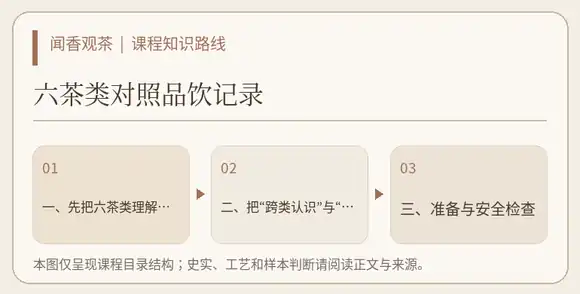 闻香观茶｜课程知识路线
六茶类对照品饮记录
01
一、先把六茶类理解…
02
二、把“跨类认识”与“…
03
三、准备与安全检查
本图仅呈现课程目录结构；史实、工艺和样本判断请阅读正文与来源。